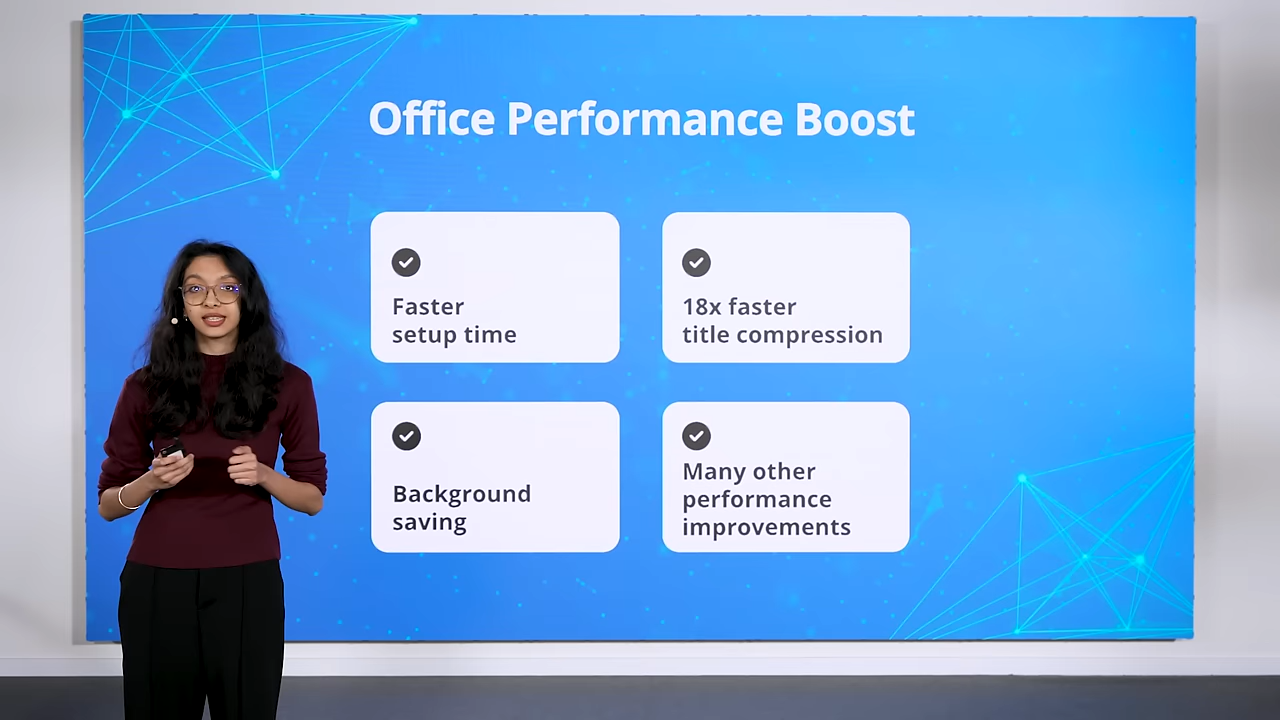 Office Performance Boost
Faster
setup time
18x faster
title compression
Background
saving
Many other
performance
improvements